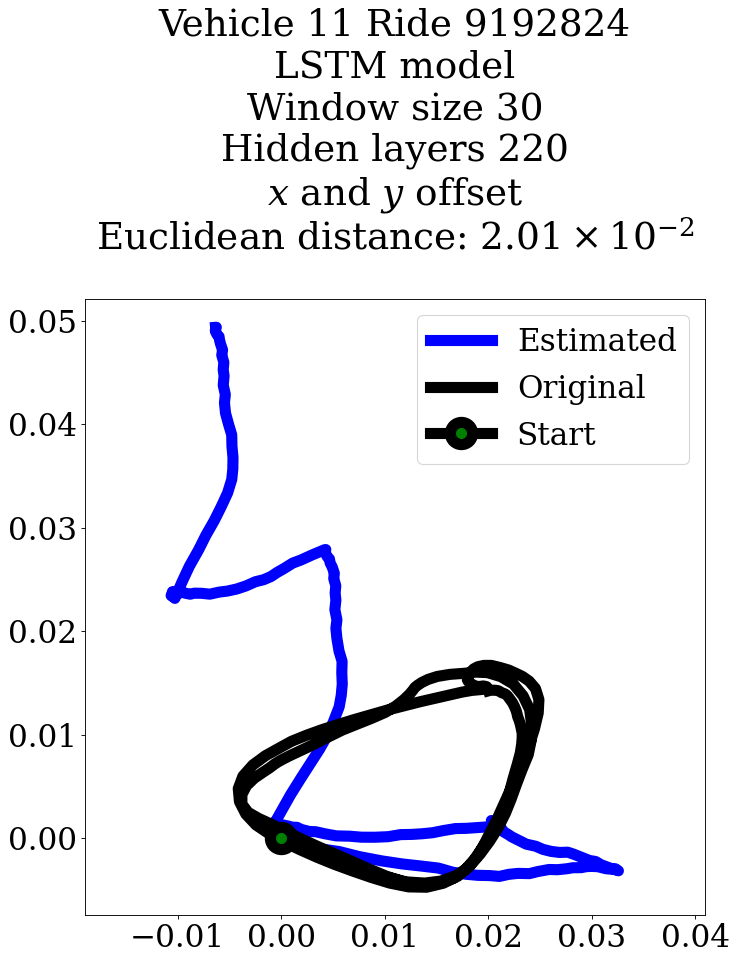 Vehicle 11 Ride 9192824
LSTM model
Window size 30
Hidden layers 220
x and y offset
Euclidean distance: 2.01 × 10⁻²
0.05
0.04
0.03
0.02
0.01
0.00
Estimated
Original
Start
−0.01 0.00 0.01 0.02 0.03 0.04